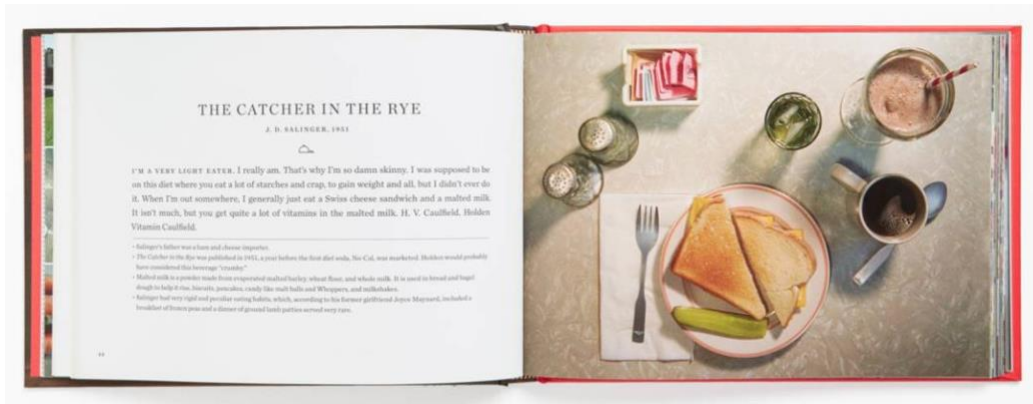 THE CATCHER IN THE RYE
J. D. SALINGER, 1951
I'M A VERY LIGHT EATER. I really am. That's why I'm so damn skinny. I was supposed to be
on this diet where you eat a lot of starches and crap, to gain weight and all, but I didn't ever do
it. When I'm out somewhere, I generally just eat a Swiss cheese sandwich and a malted milk.
It isn't much, but you get quite a lot of vitamins in the malted milk. H. V. Caulfield. Holden
Vitamin Caulfield.
• Salinger's father was a ham and cheese importer.
• The Catcher in the Rye was published in 1951, a year before the first diet soda, No-Cal, was marketed. Holden would probably
have considered this beverage "crumby."
• Malted milk is a powder made from evaporated malted barley, wheat flour, and whole milk. It is used in bread and bagel
dough to help it rise, biscuits, pancakes, candy like malt balls and Whoppers, and milkshakes.
• Salinger had very rigid and peculiar eating habits, which, according to his former girlfriend Joyce Maynard, included a
breakfast of frozen peas and a dinner of ground lamb patties served very rare.